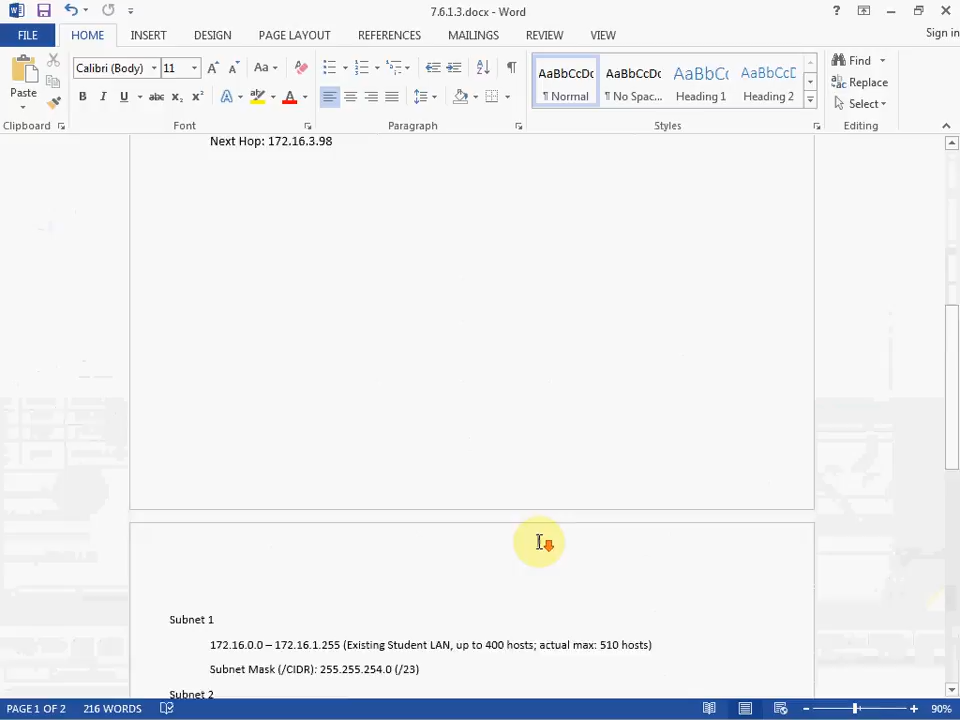 7.6.1.3.docx - Word
Sign in
FILE HOME INSERT DESIGN PAGE LAYOUT REFERENCES MAILINGS REVIEW VIEW
Paste
Clipboard
Calibri (Body) 11
Font
Paragraph
AaBbCcDc AaBbCcDc AaBbCc AaBbCcD
¶ Normal ¶ No Spac... Heading 1 Heading 2
Styles
Find
Replace
Select
Editing
Next Hop: 172.16.3.98
Subnet 1
172.16.0.0 – 172.16.1.255 (Existing Student LAN, up to 400 hosts; actual max: 510 hosts)
Subnet Mask (/CIDR): 255.255.254.0 (/23)
Subnet 2
PAGE 1 OF 2 216 WORDS
90%